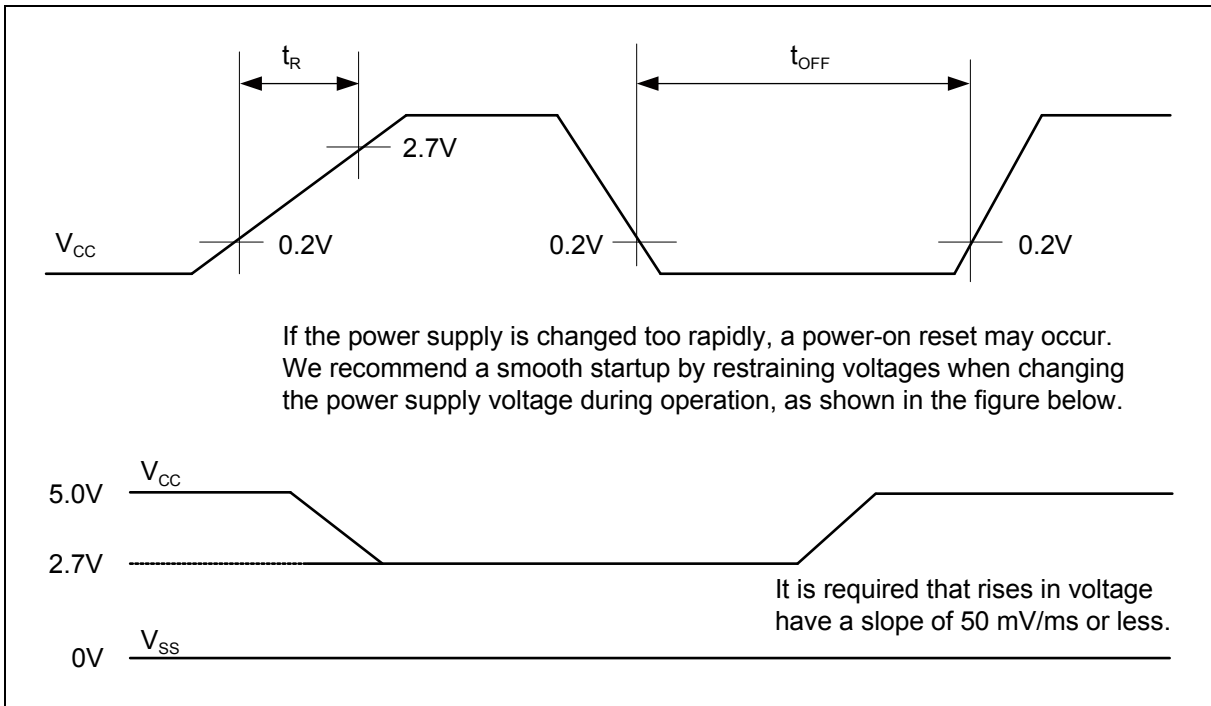 tR
tOFF
2.7V
VCC
0.2V
0.2V
0.2V
If the power supply is changed too rapidly, a power-on reset may occur.
We recommend a smooth startup by restraining voltages when changing
the power supply voltage during operation, as shown in the figure below.
VCC
5.0V
2.7V
It is required that rises in voltage
have a slope of 50 mV/ms or less.
VSS
0V